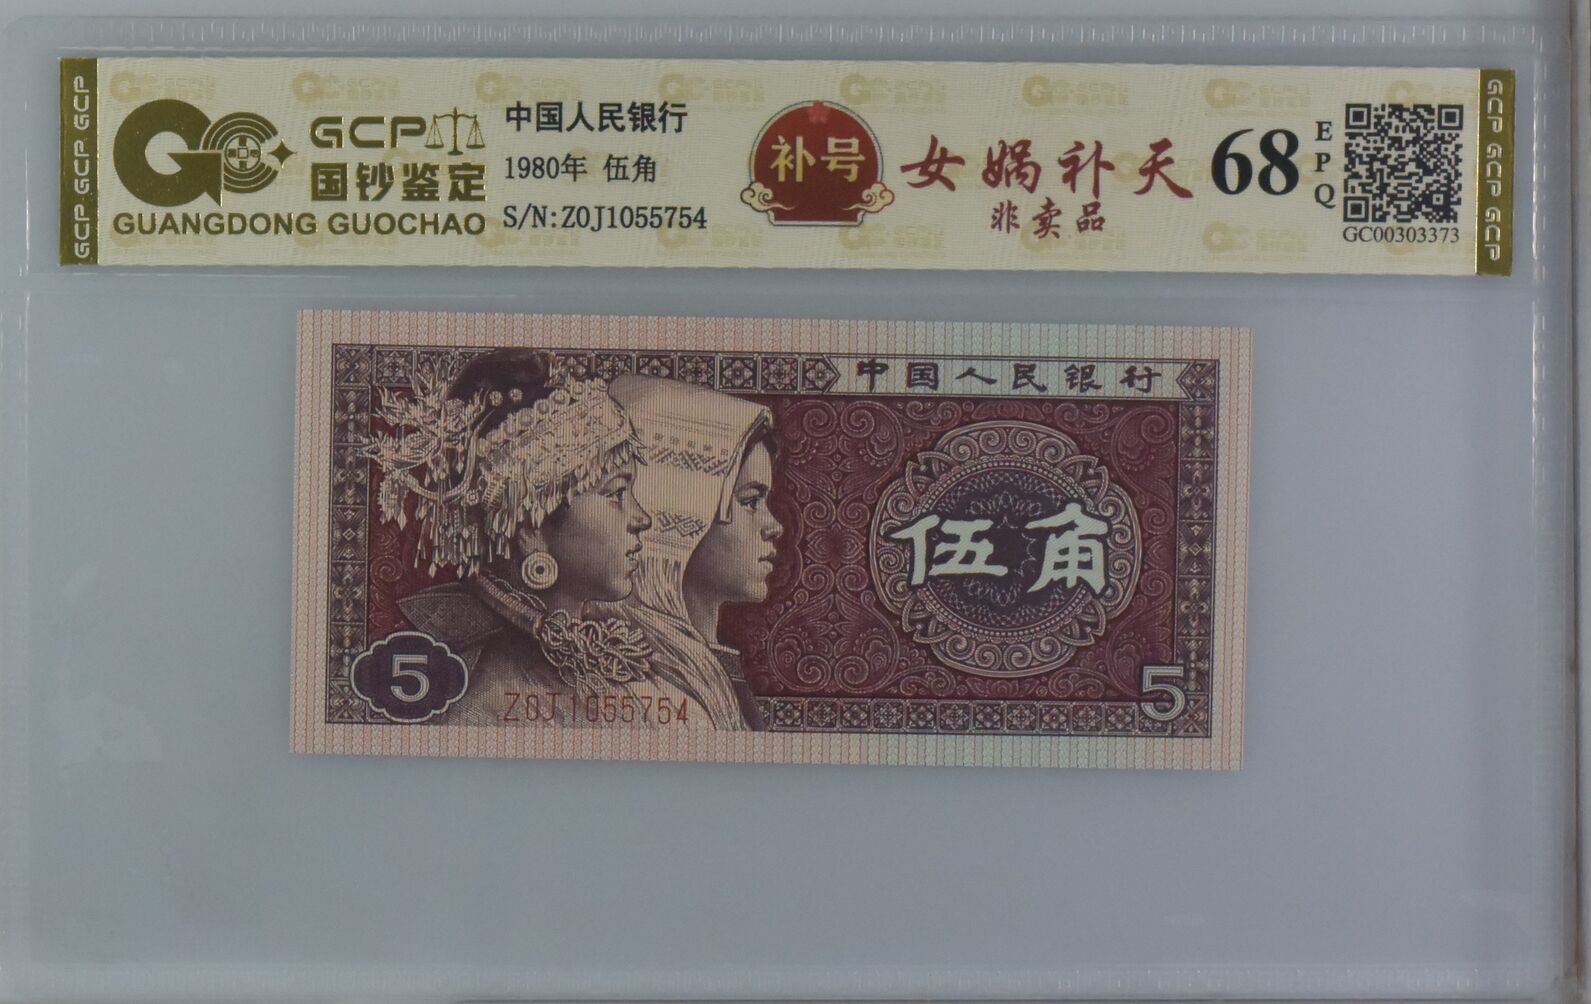 GCP GCP GCP
GCP
国钞鉴定
GUANGDONG GUOCHAO
中国人民银行
1980年 伍角
S/N:Z0J1055754
补号
女娲补天
非卖品
68
EPQ
GC00303373
GCP GCP GCP
中国人民银行
伍角
5
Z0J1055754
5